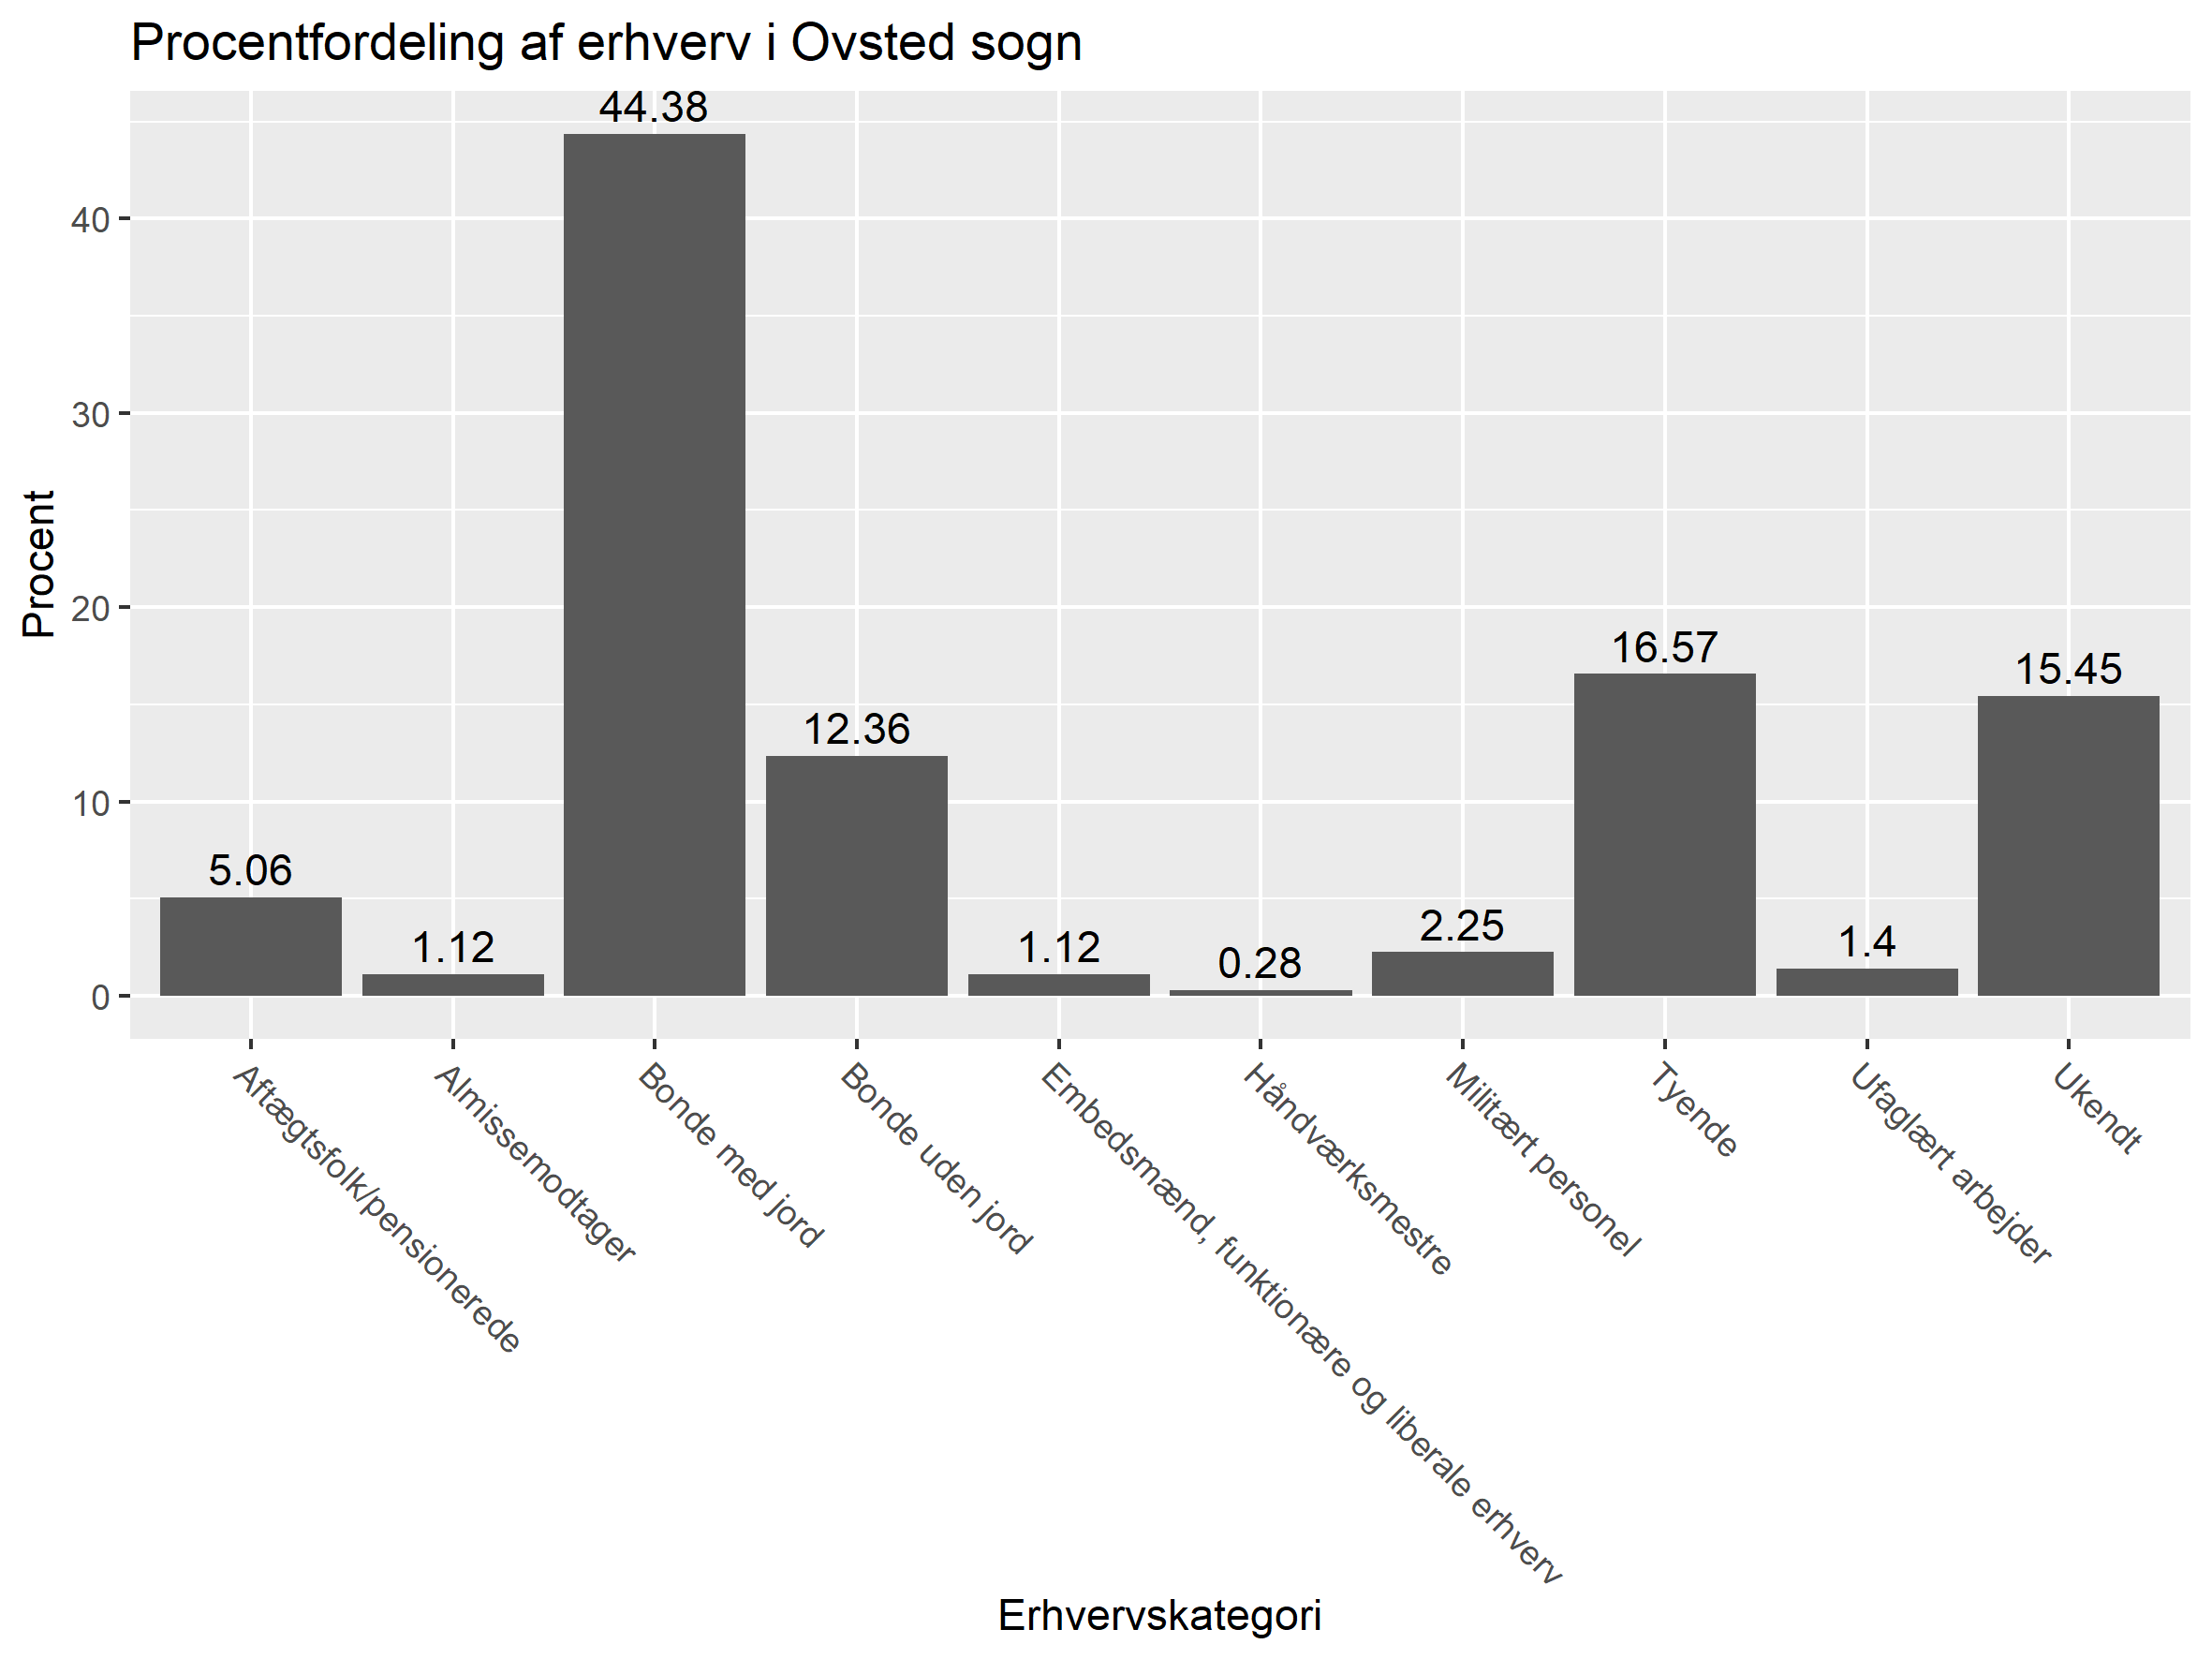 Procentfordeling af erhverv i Ovsted sogn
Procent
40
30
20
10
0
5.06
1.12
44.38
12.36
1.12
0.28
2.25
16.57
1.4
15.45
Aftægtsfolk/pensionerede
Almissemodtager
Bonde med jord
Bonde uden jord
Embedsmænd, funktionære og liberale erhverv
Håndværksmestre
Militært personel
Tyende
Ufaglært arbejder
Ukendt
Erhvervskategori